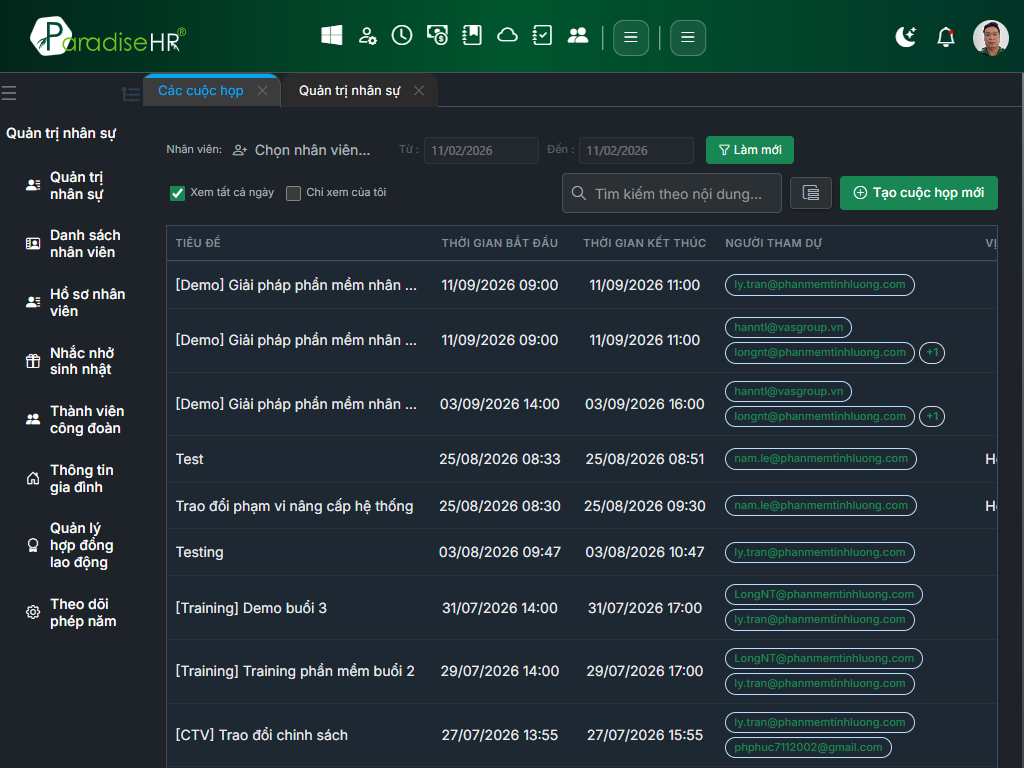 ParadiseHR®
Các cuộc họp
Quản trị nhân sự
Quản trị nhân sự
Quản trị
nhân sự
Danh sách
nhân viên
Hồ sơ nhân
viên
Nhắc nhở
sinh nhật
Thành viên
công đoàn
Thông tin
gia đình
Quản lý
hợp đồng
lao động
Theo dõi
phép năm
Nhân viên: Chọn nhân viên... Từ : 11/02/2026 Đến : 11/02/2026 Làm mới
Xem tất cả ngày Chỉ xem của tôi Tìm kiếm theo nội dung... Tạo cuộc họp mới
TIÊU ĐỀ THỜI GIAN BẮT ĐẦU THỜI GIAN KẾT THÚC NGƯỜI THAM DỰ VỊ
[Demo] Giải pháp phần mềm nhân ... 11/09/2026 09:00 11/09/2026 11:00 ly.tran@phanmemtinhluong.com
[Demo] Giải pháp phần mềm nhân ... 11/09/2026 09:00 11/09/2026 11:00 hanntl@vasgroup.vn
longnt@phanmemtinhluong.com +1
[Demo] Giải pháp phần mềm nhân ... 03/09/2026 14:00 03/09/2026 16:00 hanntl@vasgroup.vn
longnt@phanmemtinhluong.com +1
Test 25/08/2026 08:33 25/08/2026 08:51 nam.le@phanmemtinhluong.com
Trao đổi phạm vi nâng cấp hệ thống 25/08/2026 08:30 25/08/2026 09:30 nam.le@phanmemtinhluong.com
Testing 03/08/2026 09:47 03/08/2026 10:47 ly.tran@phanmemtinhluong.com
[Training] Demo buổi 3 31/07/2026 14:00 31/07/2026 17:00 LongNT@phanmemtinhluong.com
ly.tran@phanmemtinhluong.com
[Training] Training phần mềm buổi 2 29/07/2026 14:00 29/07/2026 17:00 LongNT@phanmemtinhluong.com
ly.tran@phanmemtinhluong.com
[CTV] Trao đổi chính sách 27/07/2026 13:55 27/07/2026 15:55 ly.tran@phanmemtinhluong.com
phphuc7112002@gmail.com